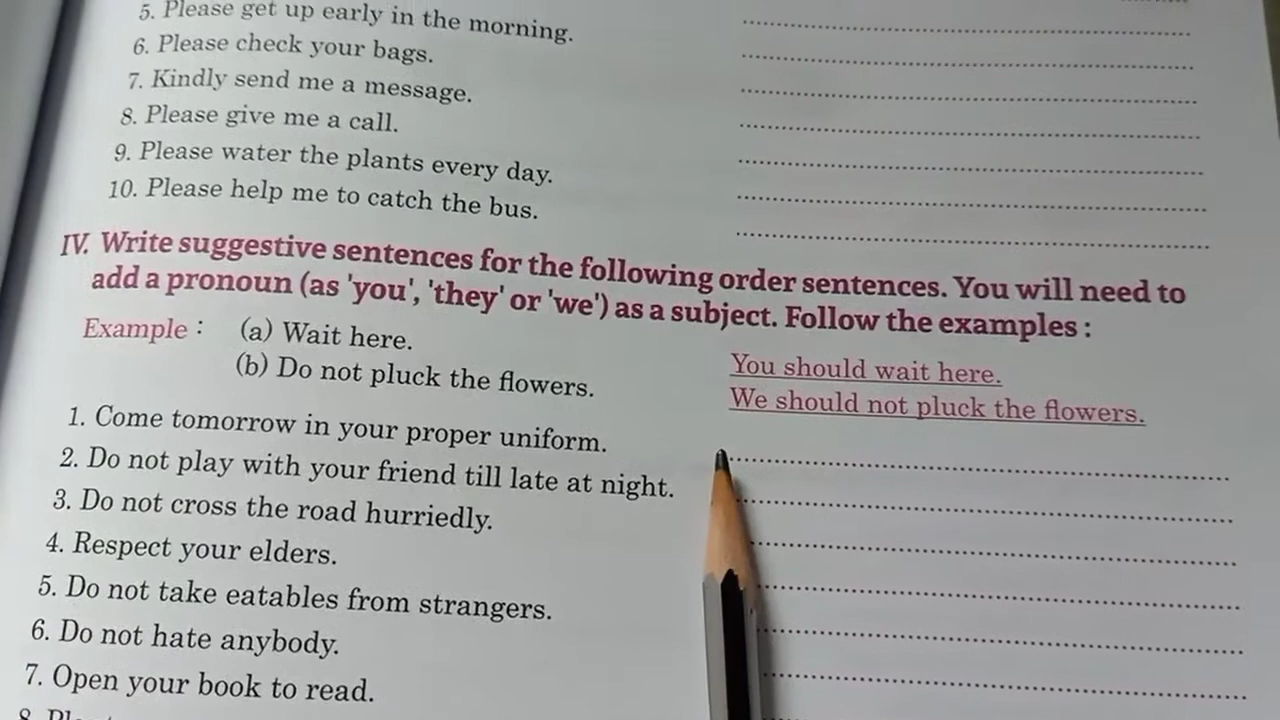 5. Please get up early in the morning.
6. Please check your bags.
7. Kindly send me a message.
8. Please give me a call.
9. Please water the plants every day.
10. Please help me to catch the bus.
IV. Write suggestive sentences for the following order sentences. You will need to
add a pronoun (as 'you', 'they' or 'we') as a subject. Follow the examples :
Example : (a) Wait here. You should wait here.
(b) Do not pluck the flowers. We should not pluck the flowers.
1. Come tomorrow in your proper uniform.
2. Do not play with your friend till late at night.
3. Do not cross the road hurriedly.
4. Respect your elders.
5. Do not take eatables from strangers.
6. Do not hate anybody.
7. Open your book to read.
8.